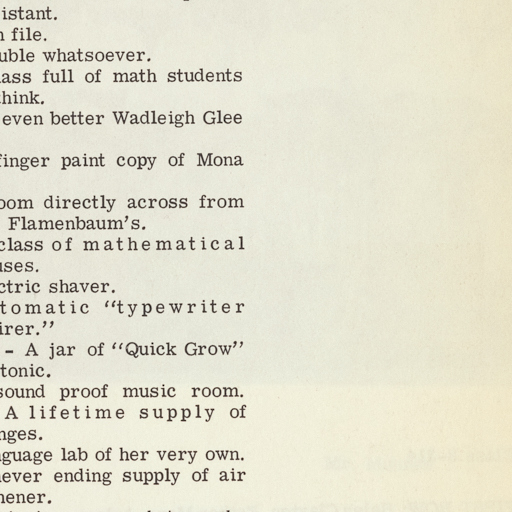 istant.
file.
uble whatsoever.
ass full of math students
think.
even better Wadleigh Glee
finger paint copy of Mona
oom directly across from
Flamenbaum's.
class of mathematical
uses.
ctric shaver.
tomatic "typewriter
irer."
- A jar of "Quick Grow"
tonic.
sound proof music room.
A lifetime supply of
nges.
guage lab of her very own.
never ending supply of air
hener.